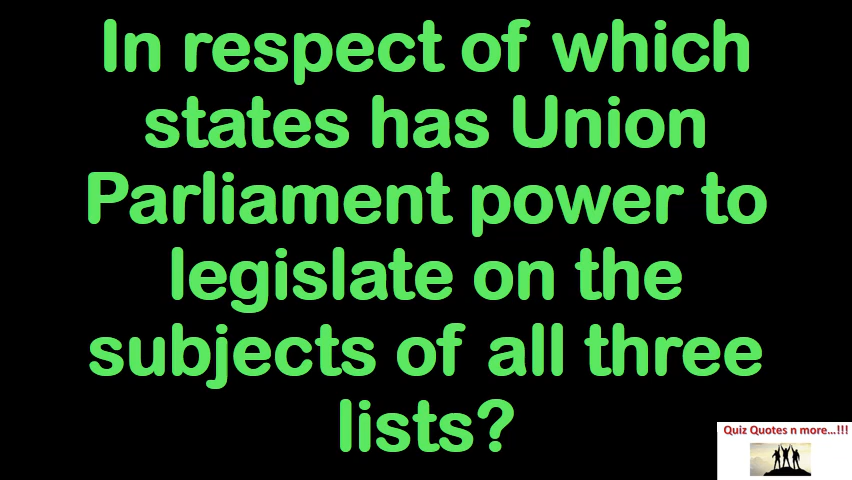 In respect of which
states has Union
Parliament power to
legislate on the
subjects of all three
lists?
Quiz Quotes n more...!!!